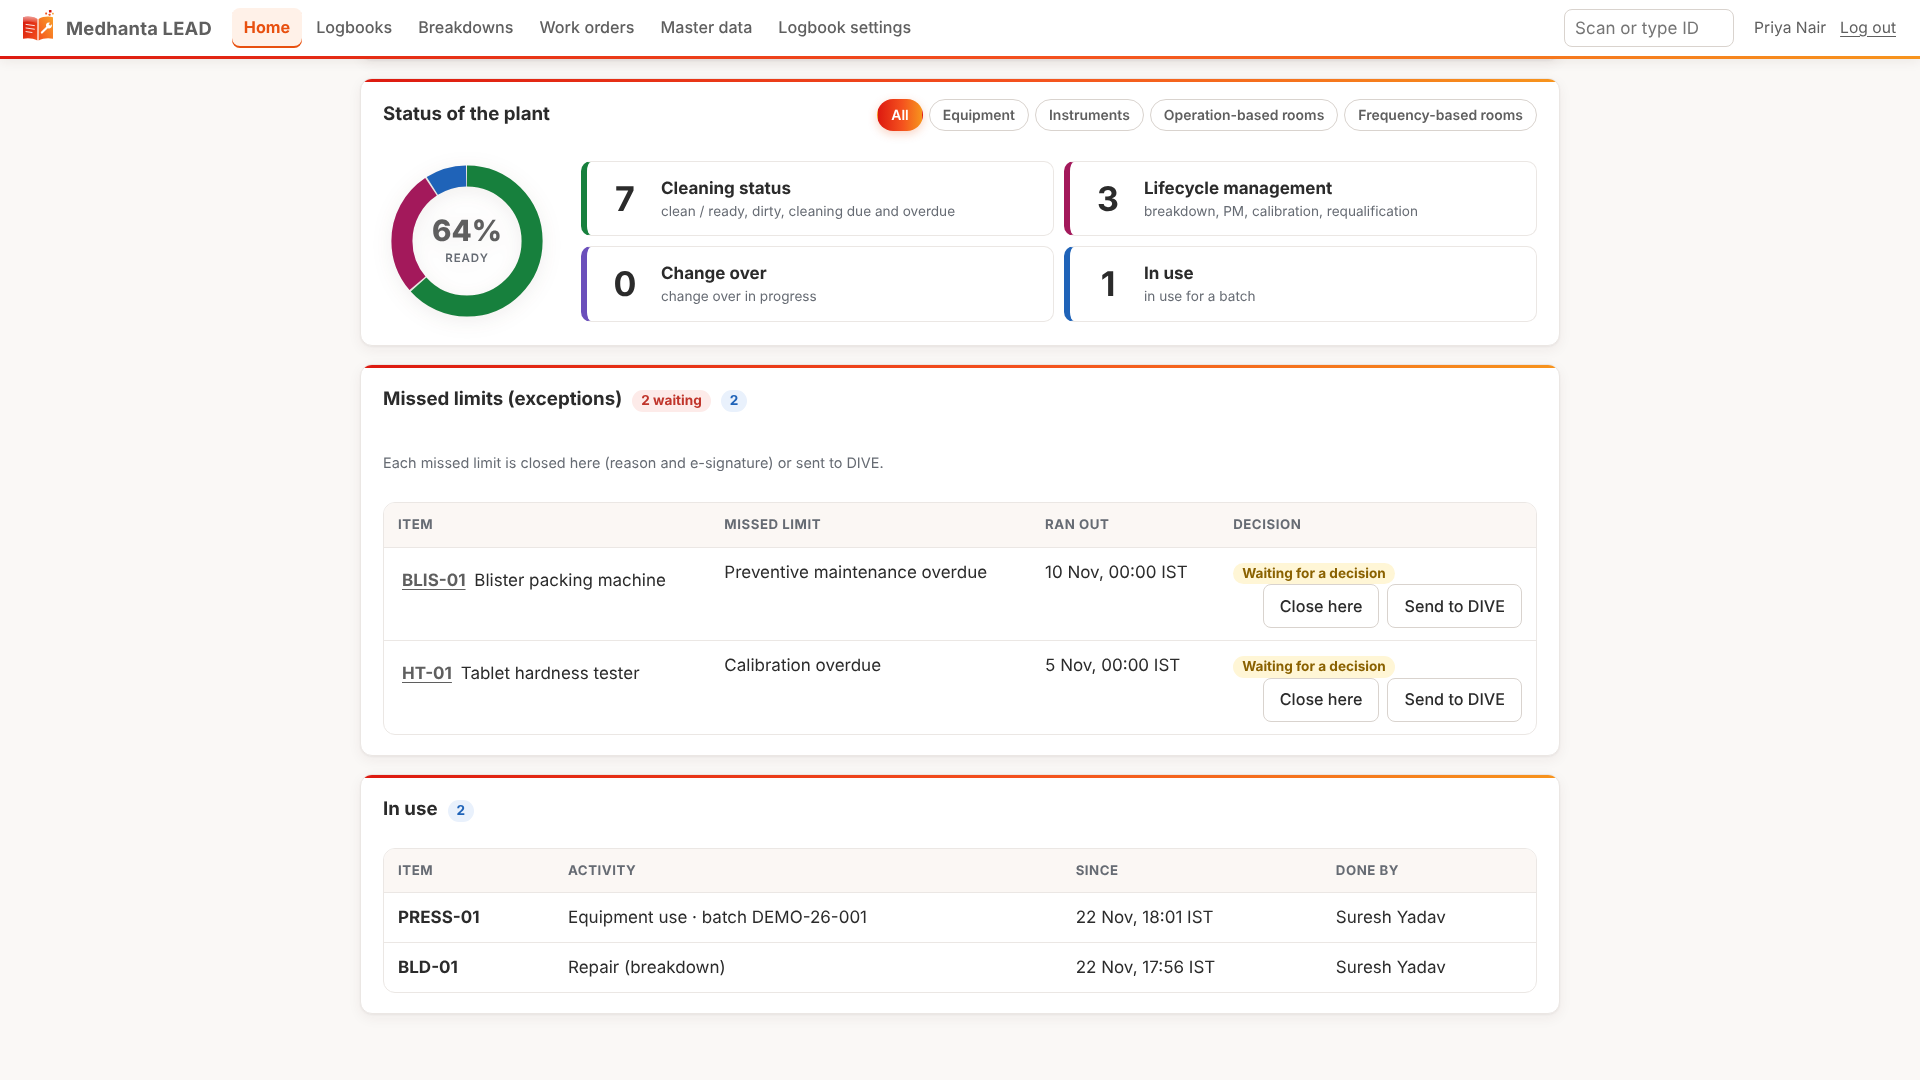 Medhanta LEAD
Home
Logbooks
Breakdowns
Work orders
Master data
Logbook settings
Scan or type ID
Priya Nair
Log out
Status of the plant
All
Equipment
Instruments
Operation-based rooms
Frequency-based rooms
64%
READY
7
Cleaning status
clean / ready, dirty, cleaning due and overdue
3
Lifecycle management
breakdown, PM, calibration, requalification
0
Change over
change over in progress
1
In use
in use for a batch
Missed limits (exceptions)
2 waiting
2
Each missed limit is closed here (reason and e-signature) or sent to DIVE.
ITEM MISSED LIMIT RAN OUT DECISION
BLIS-01 Blister packing machine Preventive maintenance overdue 10 Nov, 00:00 IST Waiting for a decision
Close here Send to DIVE
HT-01 Tablet hardness tester Calibration overdue 5 Nov, 00:00 IST Waiting for a decision
Close here Send to DIVE
In use 2
ITEM ACTIVITY SINCE DONE BY
PRESS-01 Equipment use · batch DEMO-26-001 22 Nov, 18:01 IST Suresh Yadav
BLD-01 Repair (breakdown) 22 Nov, 17:56 IST Suresh Yadav